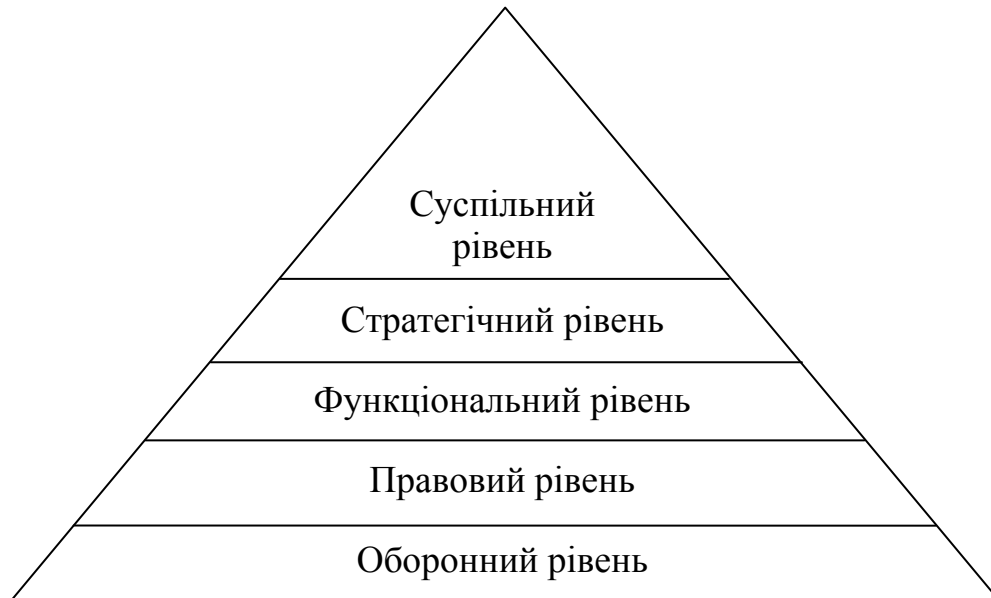 Суспільний
рівень
Стратегічний рівень
Функціональний рівень
Правовий рівень
Оборонний рівень